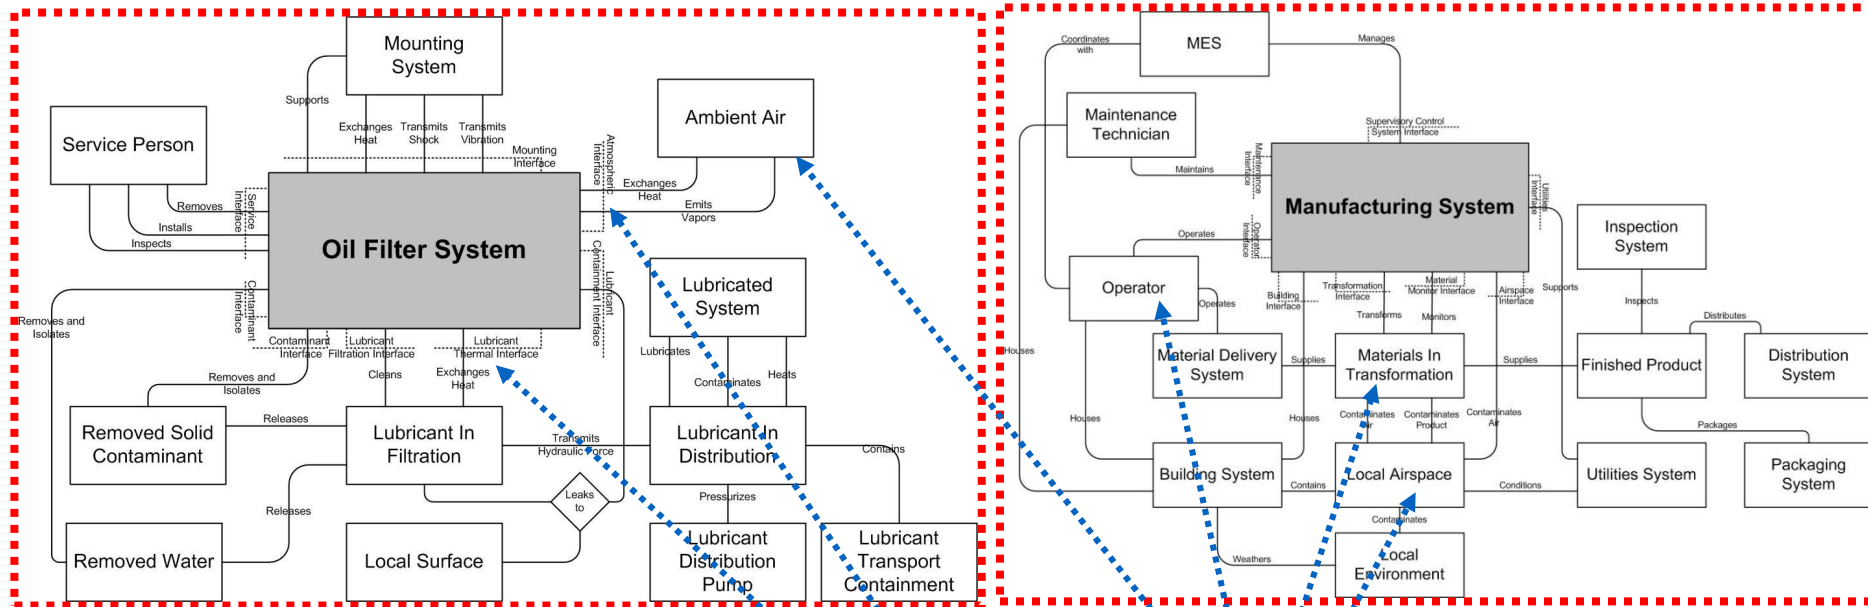 Mounting
System
Supports
Exchanges
Heat
Transmits
Shock
Transmits
Vibration
Mounting
Interface
Service Person
Removes
Installs
Inspects
Service
Interface
Ambient Air
Atmospheric
Interface
Exchanges
Heat
Emits
Vapors
Oil Filter System
Lubricant
Containment Interface
Contaminant
Interface
Removes and
Isolates
Contaminant
Interface
Lubricant
Filtration Interface
Lubricant
Thermal Interface
Removes and
Isolates
Cleans
Exchanges
Heat
Lubricated
System
Lubricates
Contaminates
Heats
Removed Solid
Contaminant
Releases
Lubricant In
Filtration
Transmits
Hydraulic Force
Lubricant In
Distribution
Contains
Releases
Leaks
to
Pressurizes
Removed Water
Local Surface
Lubricant
Distribution
Pump
Lubricant
Transport
Containment
Coordinates
with
MES
Manages
Maintenance
Technician
Maintains
Supervisory Control
System Interface
Maintenance
Interface
Utilities
Interface
Manufacturing System
Operates
Operator
Interface
Inspection
System
Operator
Operates
Building
Interface
Transformation
Interface
Material
Monitor Interface
Airspace
Interface
Supports
Transforms
Monitors
Inspects
Distributes
Houses
Material Delivery
System
Supplies
Materials In
Transformation
Supplies
Finished Product
Distribution
System
Houses
Houses
Contaminates
Air
Contaminates
Product
Contaminates
Air
Packages
Building System
Contains
Local Airspace
Conditions
Utilities System
Packaging
System
Contaminates
Weathers
Local
Environment